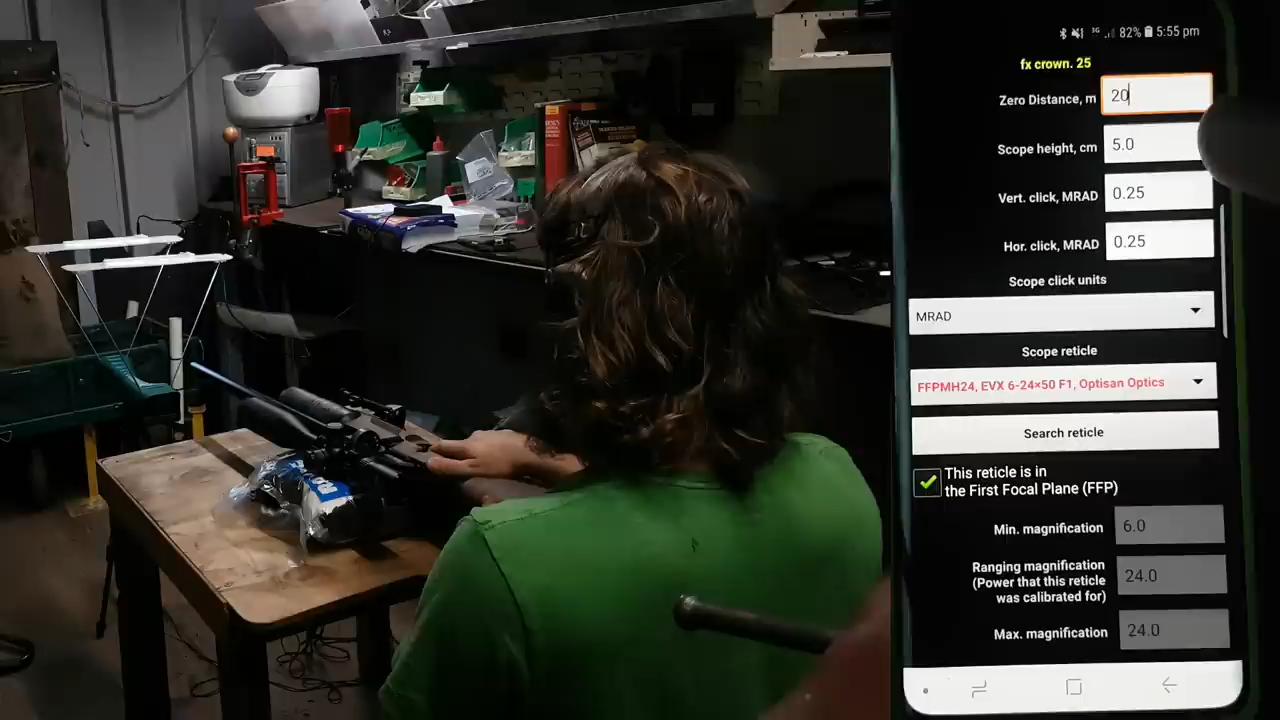 3G 82% 5:55 pm
fx crown. 25
Zero Distance, m 20
Scope height, cm 5.0
Vert. click, MRAD 0.25
Hor. click, MRAD 0.25
Scope click units
MRAD
Scope reticle
FFPMH24, EVX 6-24×50 F1, Optisan Optics
Search reticle
This reticle is in
the First Focal Plane (FFP)
Min. magnification 6.0
Ranging magnification
(Power that this reticle
was calibrated for)
24.0
Max. magnification 24.0